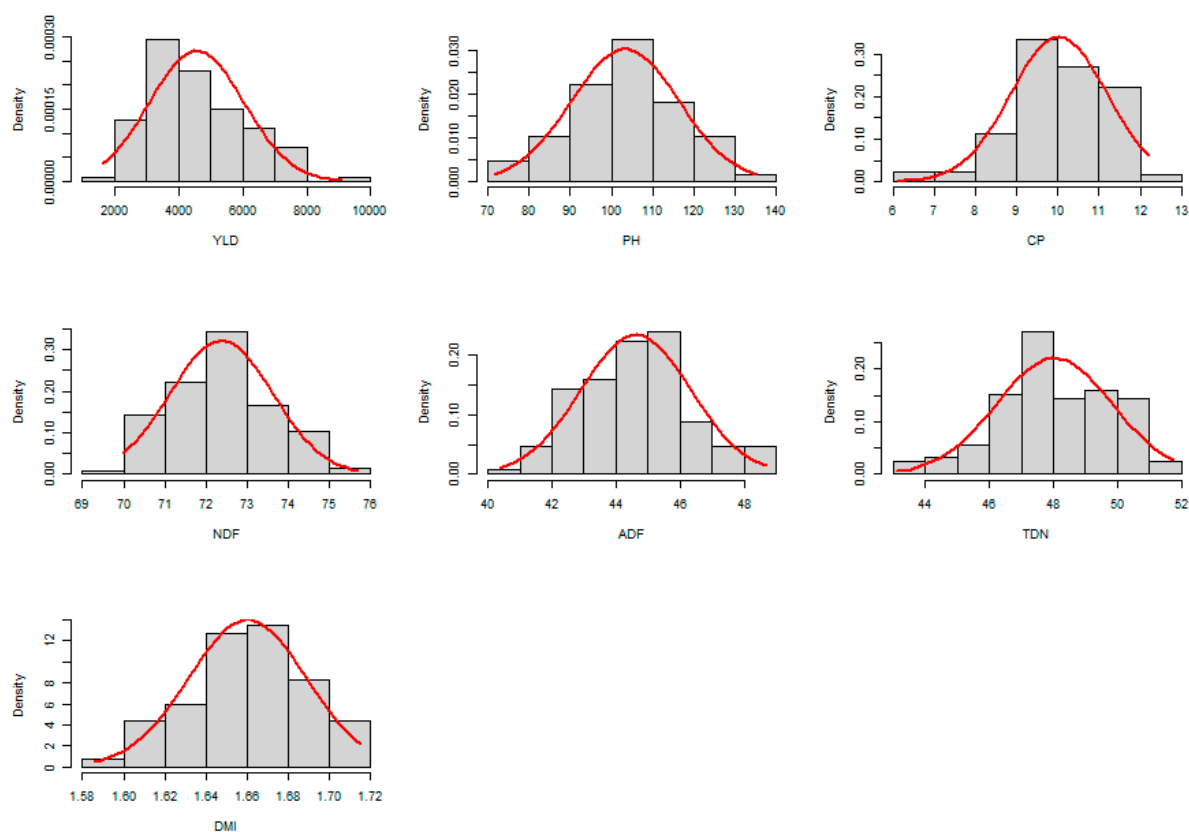 Density
0.00000 0.00015 0.00030
2000 4000 6000 8000 10000
YLD
Density
0.000 0.010 0.020 0.030
70 80 90 100 110 120 130 140
PH
Density
0.00 0.10 0.20 0.30
6 7 8 9 10 11 12 13
CP
Density
0.00 0.10 0.20 0.30
69 70 71 72 73 74 75 76
NDF
Density
0.00 0.10 0.20
40 42 44 46 48
ADF
Density
0.00 0.10 0.20
44 46 48 50 52
TDN
Density
0 2 4 6 8 12
1.58 1.60 1.62 1.64 1.66 1.68 1.70 1.72
DMI